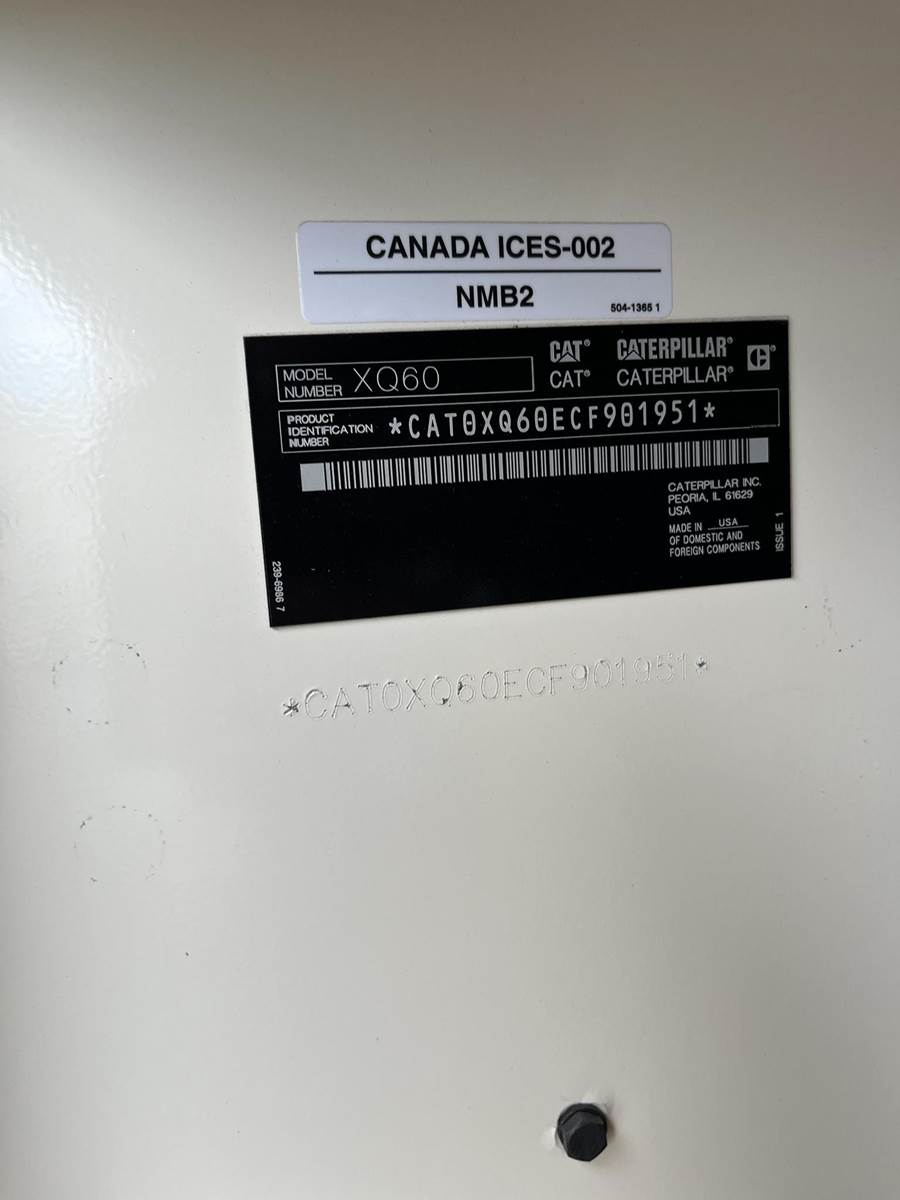 CANADA ICES-002
NMB2
504-1365 1
MODEL NUMBER XQ60
CAT® CATERPILLAR®
CAT® CATERPILLAR®
PRODUCT IDENTIFICATION NUMBER *CAT0XQ60ECF901951*
CATERPILLAR INC.
PEORIA, IL 61629
USA
MADE IN USA
OF DOMESTIC AND
FOREIGN COMPONENTS
ISSUE 1
239-6986 7
*CAT0XQ60ECF901951*